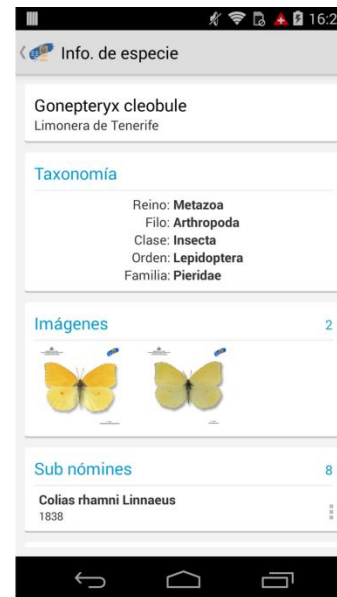 16:2
Info. de especie
Gonepteryx cleobule
Limonera de Tenerife
Taxonomía
Reino: Metazoa
Filo: Arthropoda
Clase: Insecta
Orden: Lepidoptera
Familia: Pieridae
Imágenes 2
Sub nómines 8
Colias rhamni Linnaeus
1838